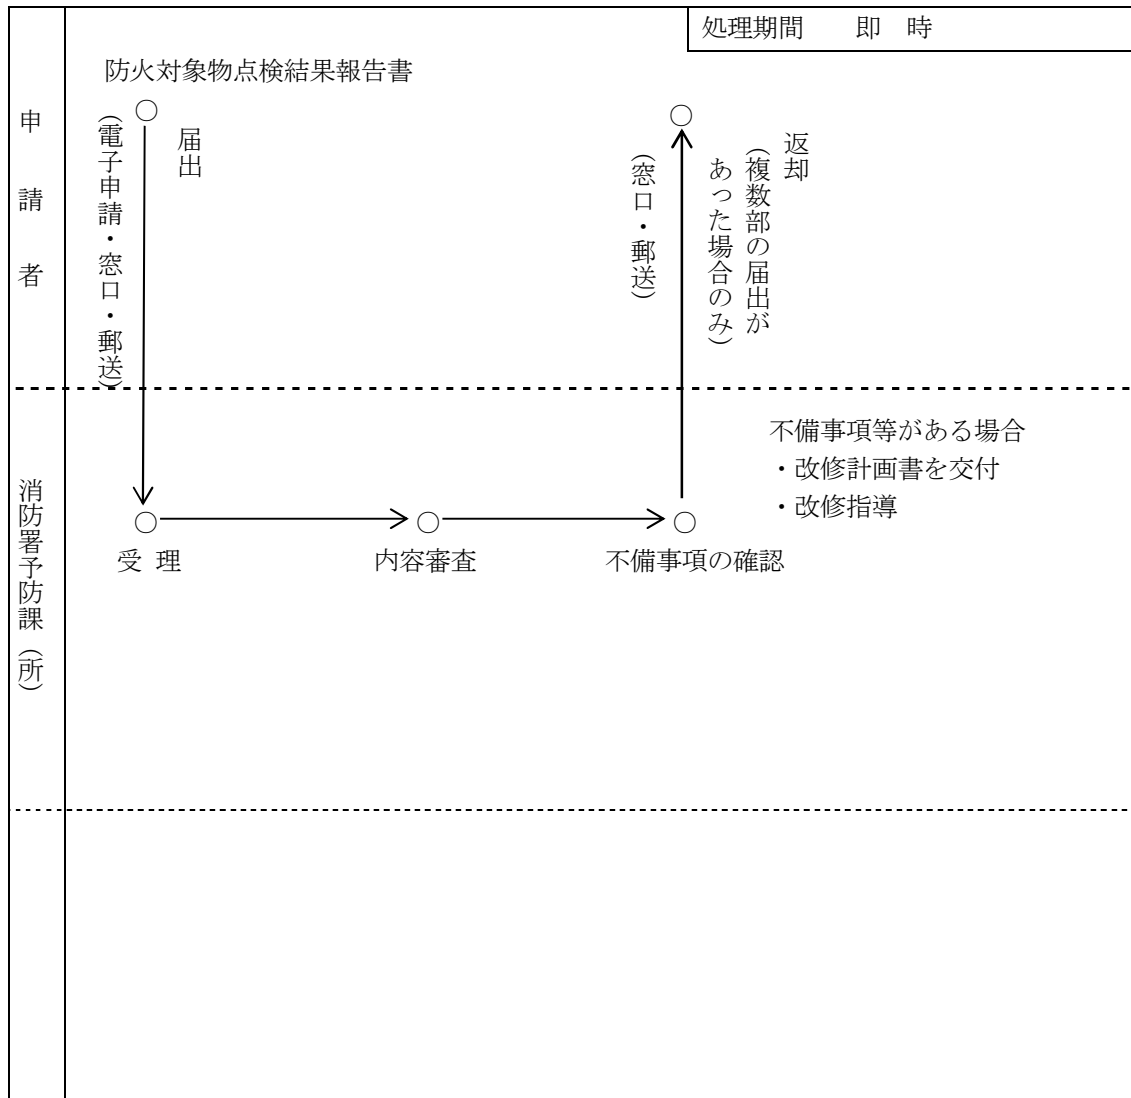 処理期間　　即　時
防火対象物点検結果報告書
申請者
届出
(電子申請・窓口・郵送)
返却
(複数部の届出が
あった場合のみ)
(窓口・郵送)
消防署予防課(所)
不備事項等がある場合
・改修計画書を交付
・改修指導
受 理
内容審査
不備事項の確認